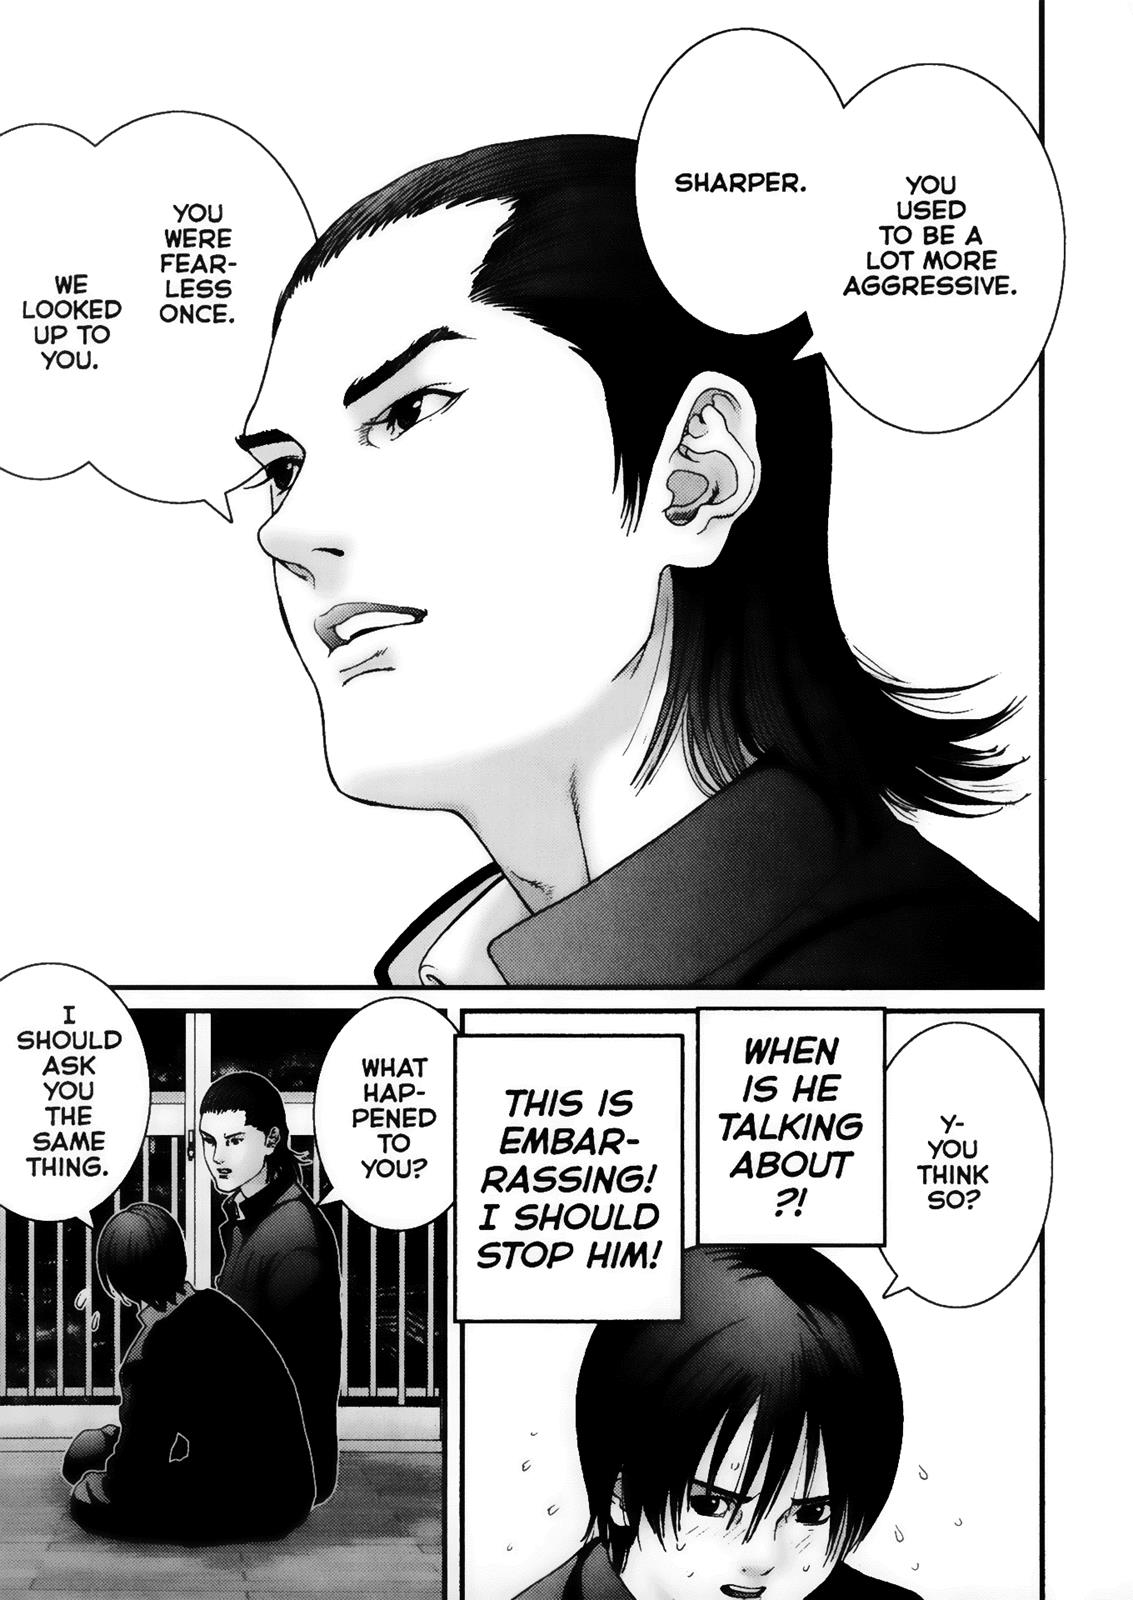 YOU
USED
TO BE A
LOT MORE
AGGRESSIVE.
SHARPER.
YOU
WERE
FEAR-
LESS
ONCE.
WE
LOOKED
UP TO
YOU.
Y-
YOU
THINK
SO?
WHEN
IS HE
TALKING
ABOUT
?!
THIS IS
EMBAR-
RASSING!
I SHOULD
STOP HIM!
WHAT
HAP-
PENED
TO
YOU?
I
SHOULD
ASK
YOU
THE
SAME
THING.